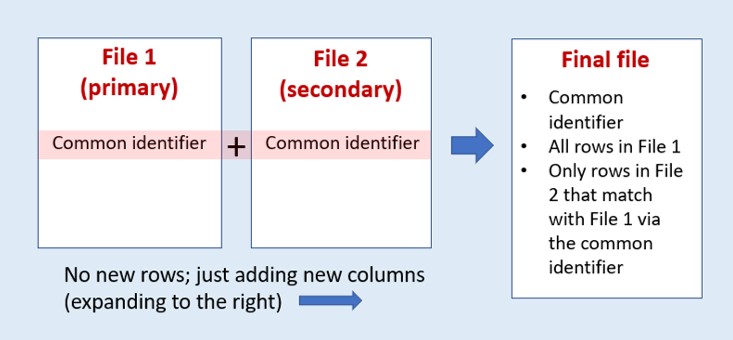 File 1
(primary)
Common identifier
+
File 2
(secondary)
Common identifier
Final file
• Common
identifier
• All rows in File 1
• Only rows in File
2 that match
with File 1 via
the common
identifier
No new rows; just adding new columns
(expanding to the right)